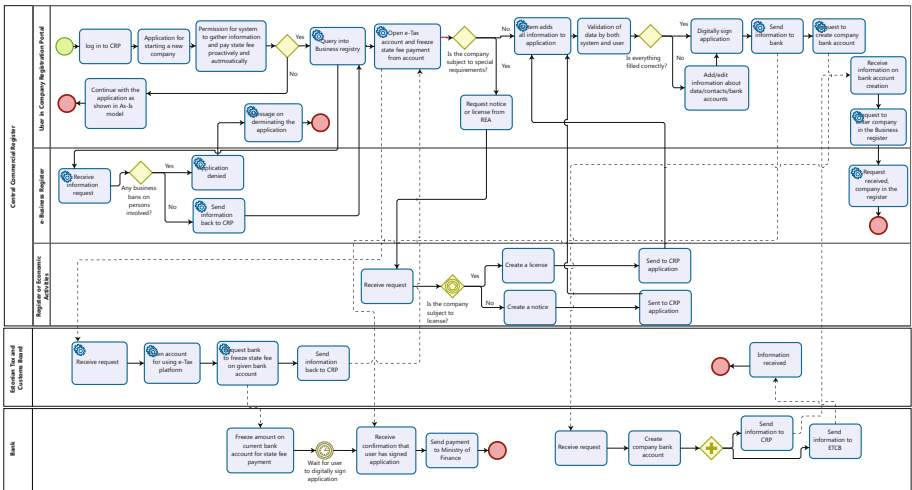 Central Commercial Register
User in Company Registration Portal
log in to CRP
Application for
starting a new
company
Permission for system
to gather information
and pay state fee
proactively and
autmoatically
Yes
No
Query into
Business registry
Open e-Tax
account and freeze
state fee payment
from account
Is the company
subject to special
requirements?
No
Yes
adds
all information to
application
Validation of
data by both
system and user
Is everything
filled correctly?
Yes
No
Digitally sign
application
Send
information to
bank
to
create company
bank account
Continue with the
application as
shown in As-Is
model
on
derminating the
application
Request notice
or license from
REA
Add/edit
infromation about
data/contacts/bank
accounts
Receive
information on
bank account
creation
to
company
in the Business
register
e-Business Register
Receive
information
request
Any business
bans on
persons
involved?
Yes
No
denied
Send
information
back to CRP
Request
received,
company in the
register
Register or Economic
Activities
Receive request
Is the company
subject to
license?
Yes
No
Create a license
Create a notice
Send to CRP
application
Sent to CRP
application
Estonian Tax and
Customs Board
Receive request
account
for using e-Tax
platform
bank
to freeze state fee
on given bank
account
Send
information
back to CRP
Information
received
Bank
Freeze amount on
current bank
account for state fee
payment
Wait for user
to digitally sign
application
Receive
confirmation that
user has signed
application
Send payment
to Ministry of
Finance
Receive request
Create
company bank
account
Send
information to
CRP
Send
information to
ETCB